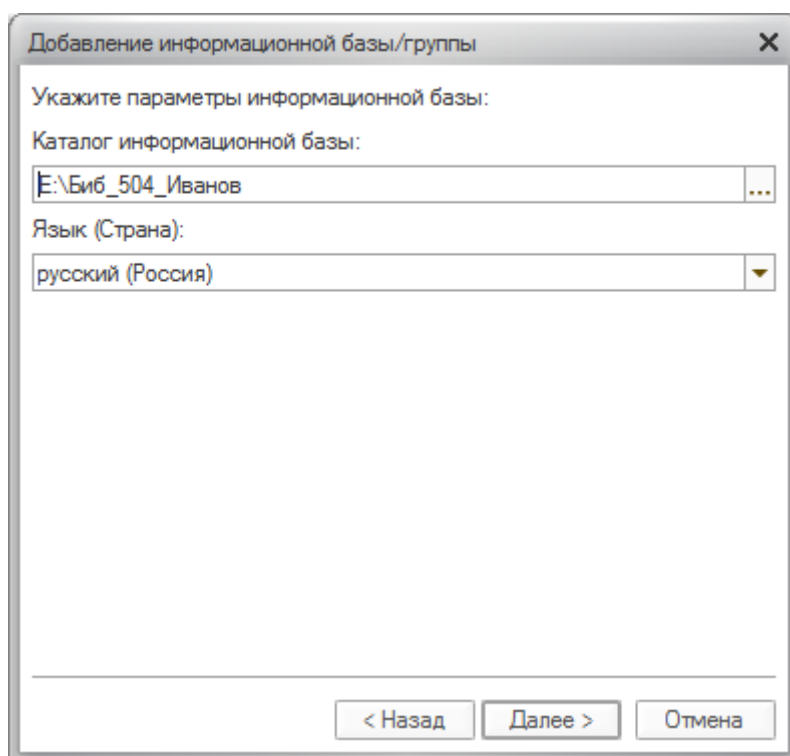 Добавление информационной базы/группы
Укажите параметры информационной базы:
Каталог информационной базы:
E:\Биб_504_Иванов
...
Язык (Страна):
русский (Россия)
< Назад Далее > Отмена